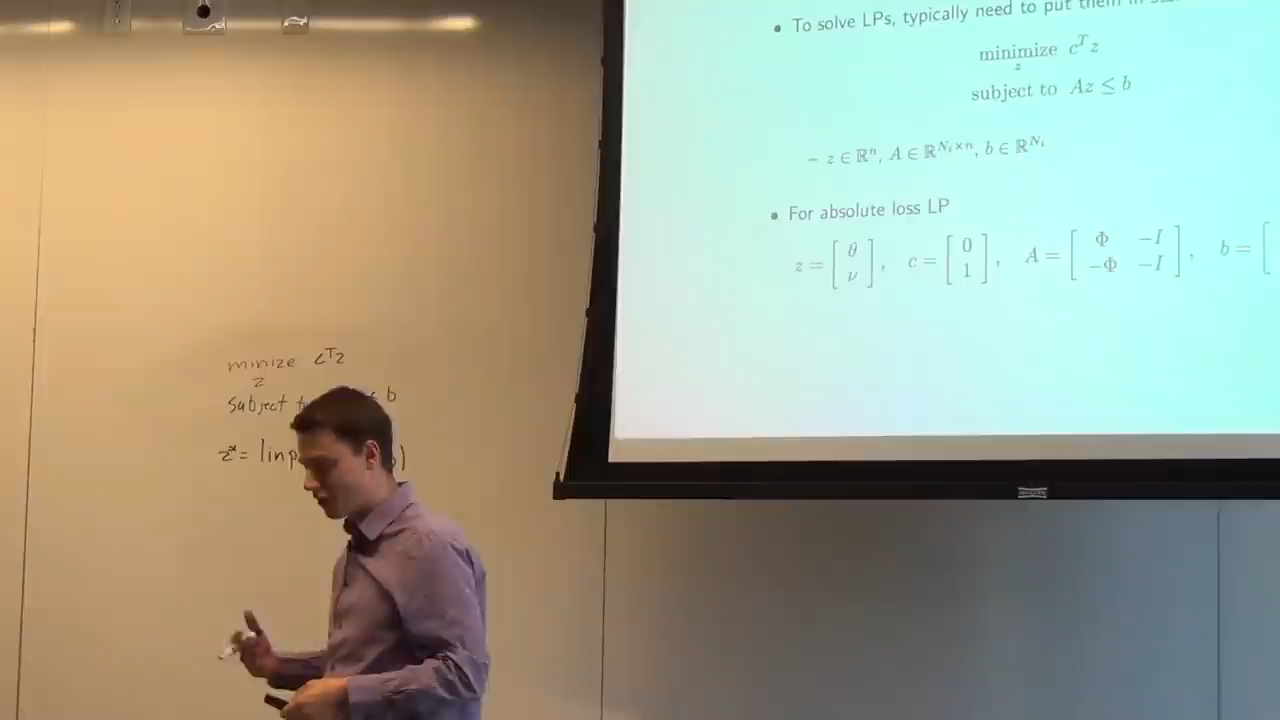 • To solve LPs, typically need to put them in
minimize c^T z
z
subject to Az ≤ b
− z ∈ ℝ^n, A ∈ ℝ^{N_i×n}, b ∈ ℝ^{N_i}
• For absolute loss LP
z = [ θ ν ], c = [ 0 1 ], A = [ Φ −I −Φ −I ], b = [
minize c^T z
z
subject b
z* = )